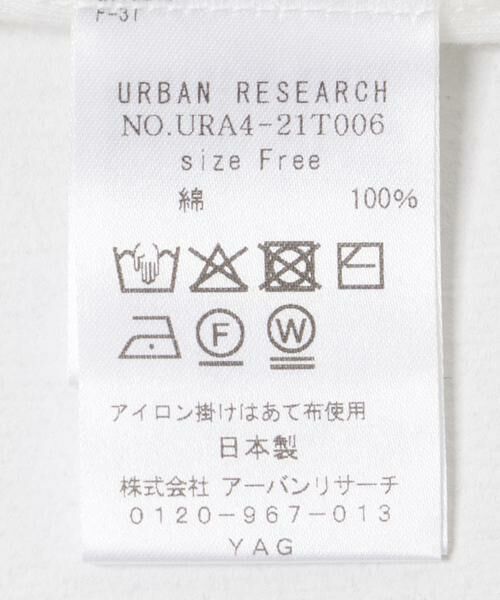 F-31
URBAN RESEARCH
NO.URA4-21T006
size Free
綿 100%
F W
アイロン掛けはあて布使用
日本製
株式会社 アーバンリサーチ
0120-967-013
YAG